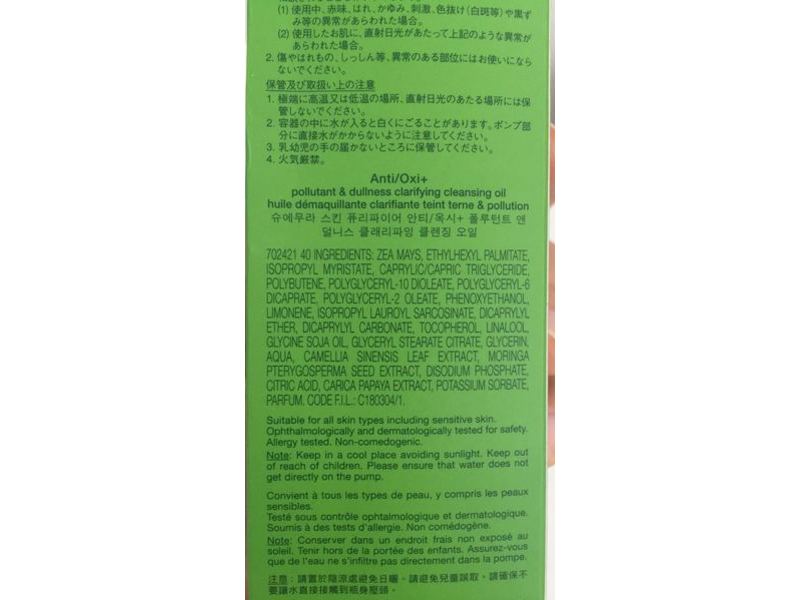 (1) 使用中、赤味、はれ、かゆみ、刺激、色抜け(白斑等)や黒ず
み等の異常があらわれた場合。
(2) 使用したお肌に、直射日光があたって上記のような異常が
あらわれた場合。
2. 傷やはれもの、しっしん等、異常のある部位にはお使いになら
ないでください。
保管及び取扱い上の注意
1. 極端に高温又は低温の場所、直射日光のあたる場所には保
管しないでください。
2. 容器の中に水が入ると白くにごることがあります。ポンプ部
分に直接水がかからないように注意してください。
3. 乳幼児の手の届かないところに保管してください。
4. 火気厳禁。
Anti/Oxi+
pollutant & dullness clarifying cleansing oil
huile démaquillante clarifiante teint terne & pollution
슈에무라 스킨 퓨리파이어 안티/옥시+ 폴루턴트 앤
덜니스 클래리파잉 클렌징 오일
702421 40 INGREDIENTS: ZEA MAYS, ETHYLHEXYL PALMITATE,
ISOPROPYL MYRISTATE, CAPRYLIC/CAPRIC TRIGLYCERIDE,
POLYBUTENE, POLYGLYCERYL-10 DIOLEATE, POLYGLYCERYL-6
DICAPRATE, POLYGLYCERYL-2 OLEATE, PHENOXYETHANOL,
LIMONENE, ISOPROPYL LAUROYL SARCOSINATE, DICAPRYLYL
ETHER, DICAPRYLYL CARBONATE, TOCOPHEROL, LINALOOL,
GLYCINE SOJA OIL, GLYCERYL STEARATE CITRATE, GLYCERIN,
AQUA, CAMELLIA SINENSIS LEAF EXTRACT, MORINGA
PTERYGOSPERMA SEED EXTRACT, DISODIUM PHOSPHATE,
CITRIC ACID, CARICA PAPAYA EXTRACT, POTASSIUM SORBATE,
PARFUM. CODE F.I.L.: C180304/1.
Suitable for all skin types including sensitive skin.
Ophthalmologically and dermatologically tested for safety.
Allergy tested. Non-comedogenic.
Note: Keep in a cool place avoiding sunlight. Keep out
of reach of children. Please ensure that water does not
get directly on the pump.
Convient à tous les types de peau, y compris les peaux
sensibles.
Testé sous contrôle ophtalmologique et dermatologique.
Soumis à des tests d'allergie. Non comédogène.
Note: Conserver dans un endroit frais non exposé au
soleil. Tenir hors de la portée des enfants. Assurez-vous
que de l'eau ne s'infiltre pas directement dans la pompe.
注意：請置於陰涼處避免日曬。請避免兒童誤取。請確保不
要讓水直接接觸到瓶身壓頭。